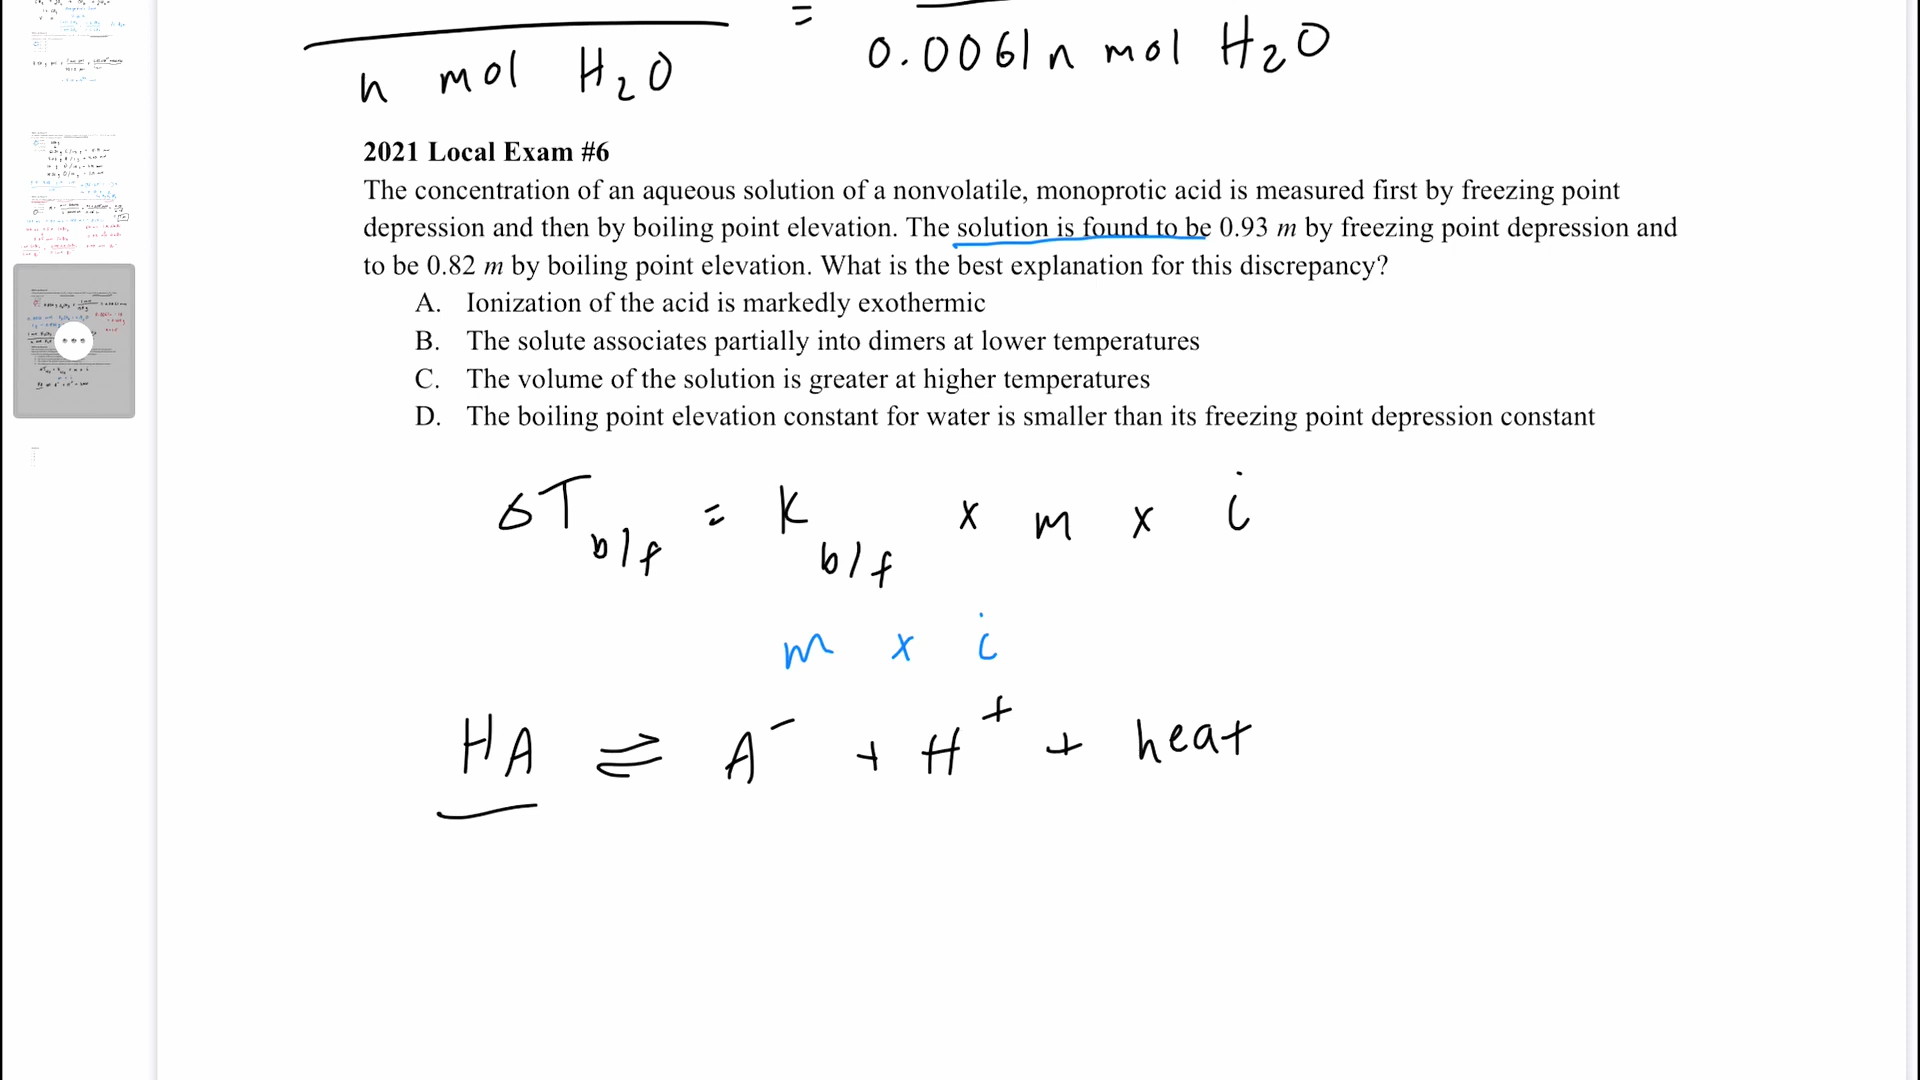 =
n mol H₂O 0.0061n mol H₂O
2021 Local Exam #6
The concentration of an aqueous solution of a nonvolatile, monoprotic acid is measured first by freezing point
depression and then by boiling point elevation. The solution is found to be 0.93 m by freezing point depression and
to be 0.82 m by boiling point elevation. What is the best explanation for this discrepancy?
A. Ionization of the acid is markedly exothermic
B. The solute associates partially into dimers at lower temperatures
C. The volume of the solution is greater at higher temperatures
D. The boiling point elevation constant for water is smaller than its freezing point depression constant
ΔT b/f = K b/f x m x i
m x i
HA ⇌ A⁻ + H⁺ + heat